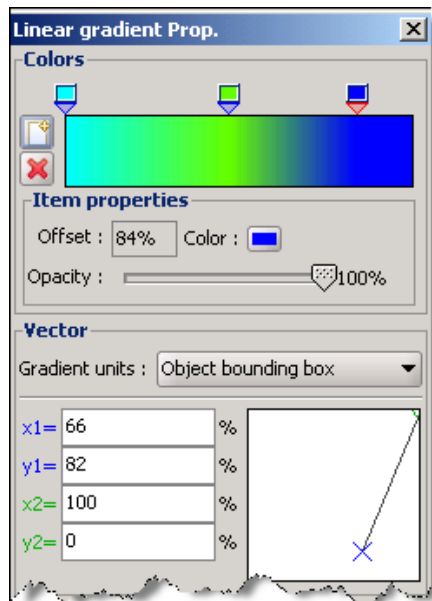 Linear gradient Prop.
Colors
Item properties
Offset : 84% Color :
Opacity : 100%
Vector
Gradient units : Object bounding box
x1= 66 %
y1= 82 %
x2= 100 %
y2= 0 %